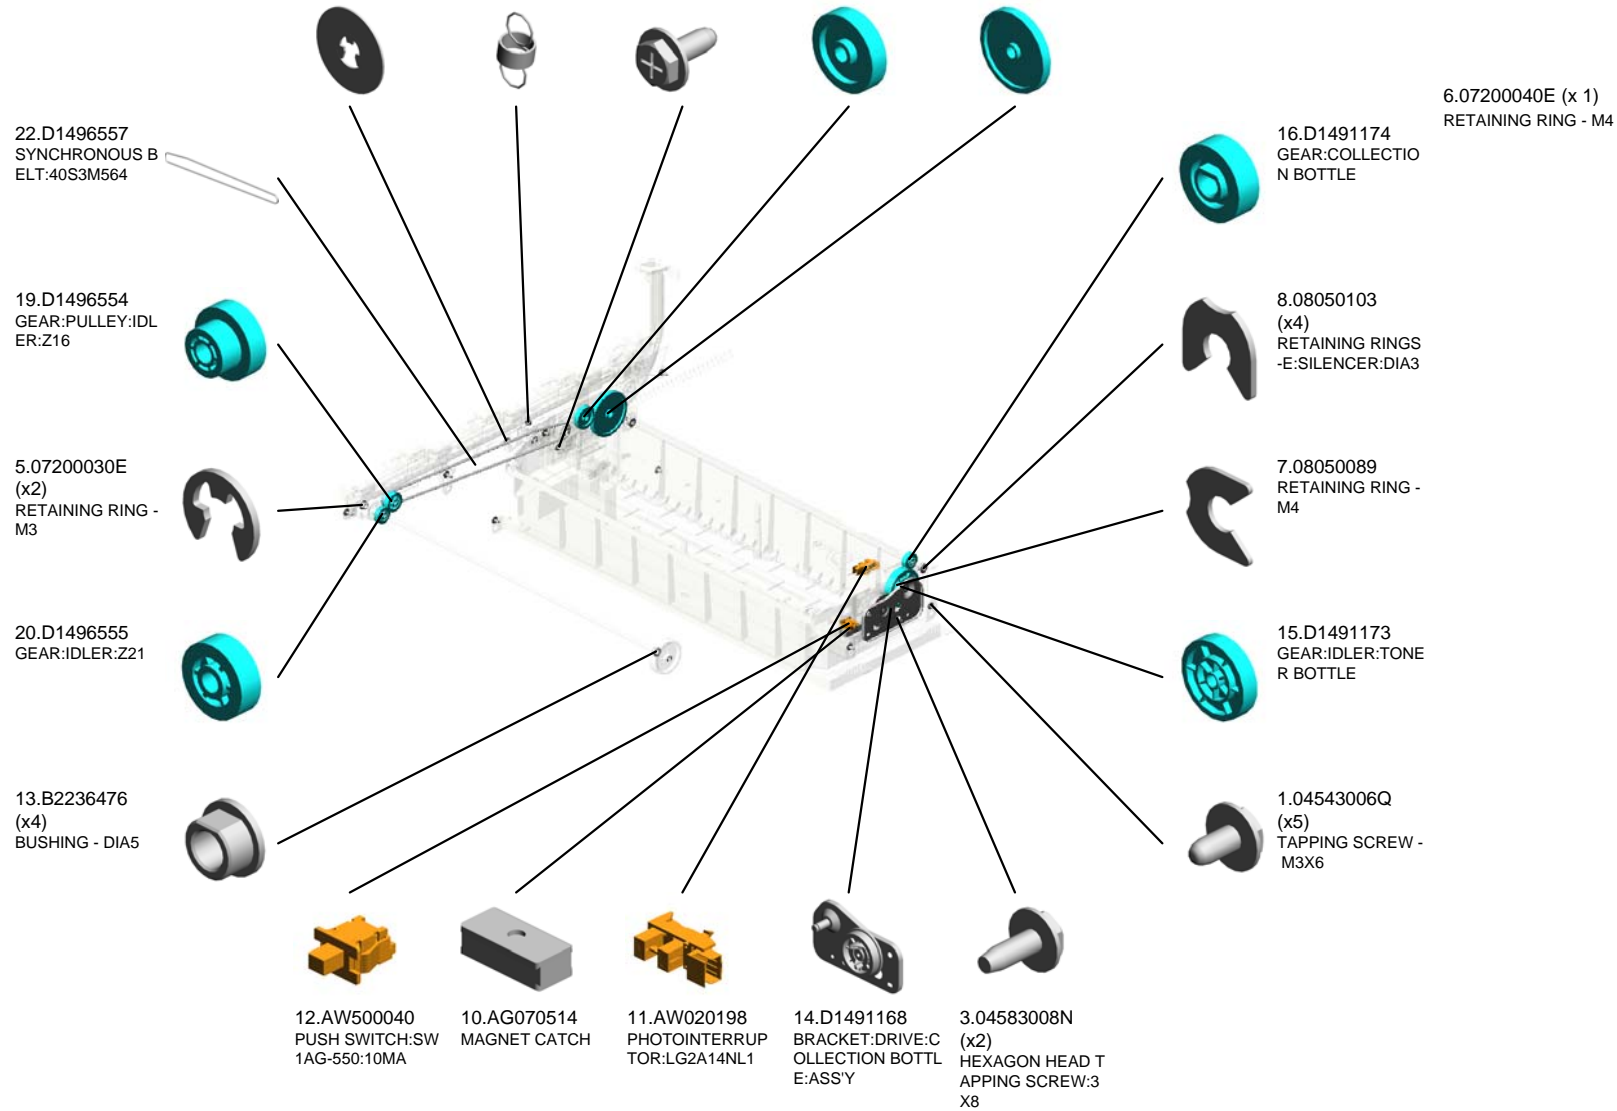 6.07200040E (x 1)
RETAINING RING - M4
22.D1496557
SYNCHRONOUS B
ELT:40S3M564
16.D1491174
GEAR:COLLECTIO
N BOTTLE
19.D1496554
GEAR:PULLEY:IDL
ER:Z16
8.08050103
(x4)
RETAINING RINGS
-E:SILENCER:DIA3
5.07200030E
(x2)
RETAINING RING -
M3
7.08050089
RETAINING RING -
M4
20.D1496555
GEAR:IDLER:Z21
15.D1491173
GEAR:IDLER:TONE
R BOTTLE
13.B2236476
(x4)
BUSHING - DIA5
1.04543006Q
(x5)
TAPPING SCREW -
M3X6
12.AW500040
PUSH SWITCH:SW
1AG-550:10MA
10.AG070514
MAGNET CATCH
11.AW020198
PHOTOINTERRUP
TOR:LG2A14NL1
14.D1491168
BRACKET:DRIVE:C
OLLECTION BOTTL
E:ASS'Y
3.04583008N
(x2)
HEXAGON HEAD T
APPING SCREW:3
X8